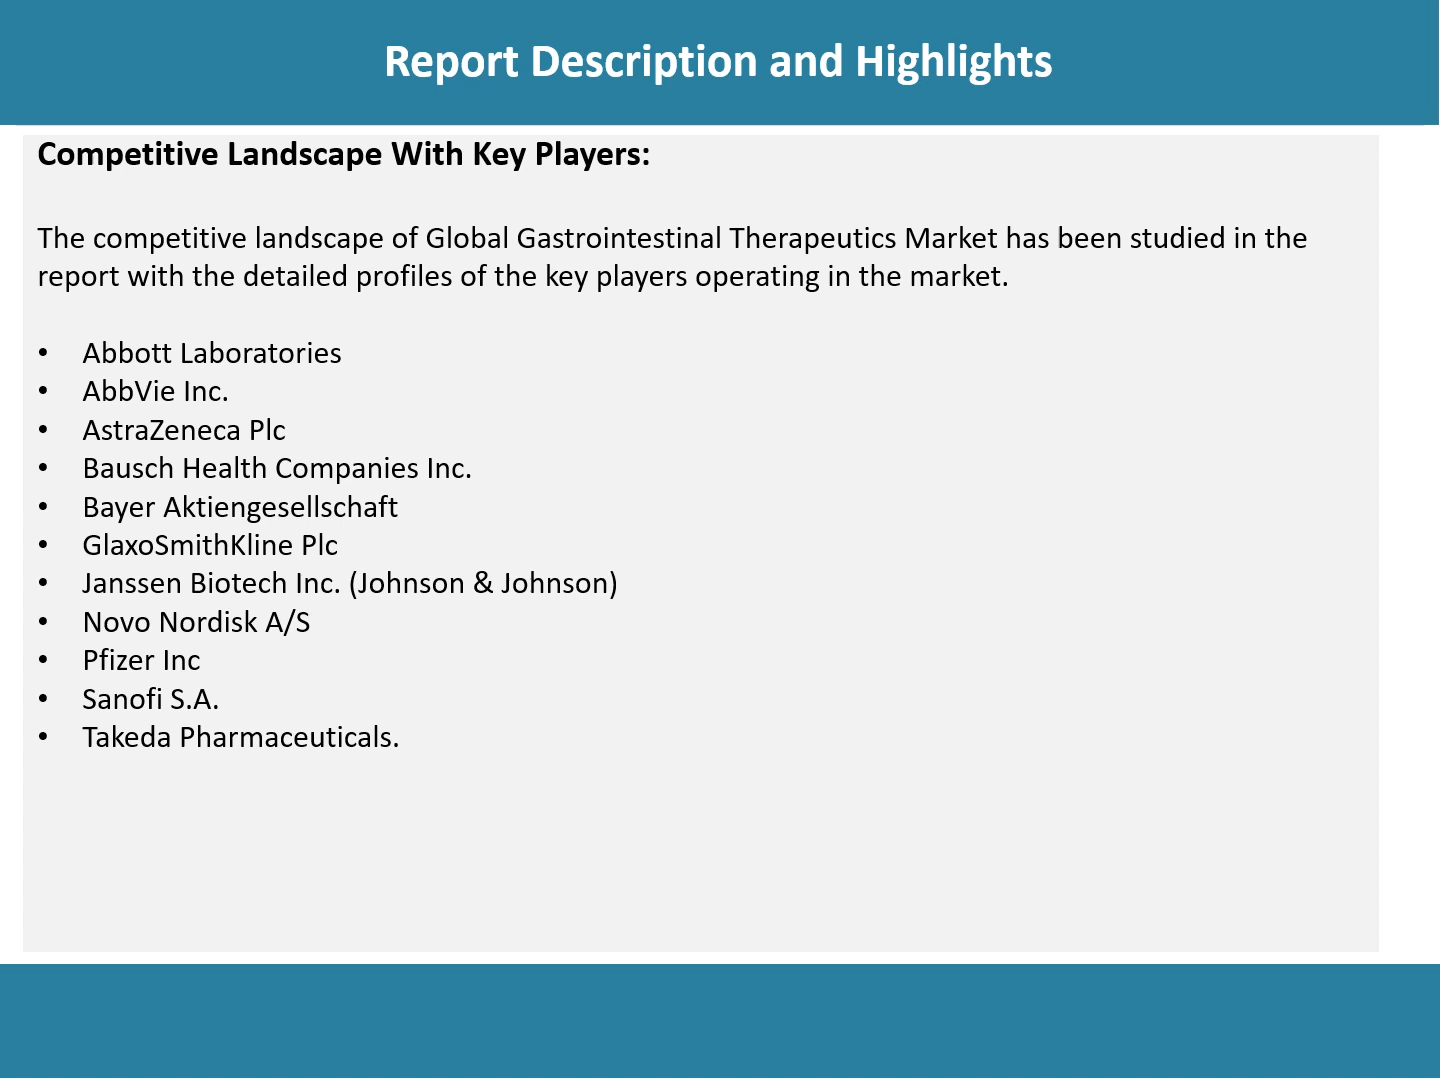 Report Description and Highlights
Competitive Landscape With Key Players:
The competitive landscape of Global Gastrointestinal Therapeutics Market has been studied in the
report with the detailed profiles of the key players operating in the market.
• Abbott Laboratories
• AbbVie Inc.
• AstraZeneca Plc
• Bausch Health Companies Inc.
• Bayer Aktiengesellschaft
• GlaxoSmithKline Plc
• Janssen Biotech Inc. (Johnson & Johnson)
• Novo Nordisk A/S
• Pfizer Inc
• Sanofi S.A.
• Takeda Pharmaceuticals.